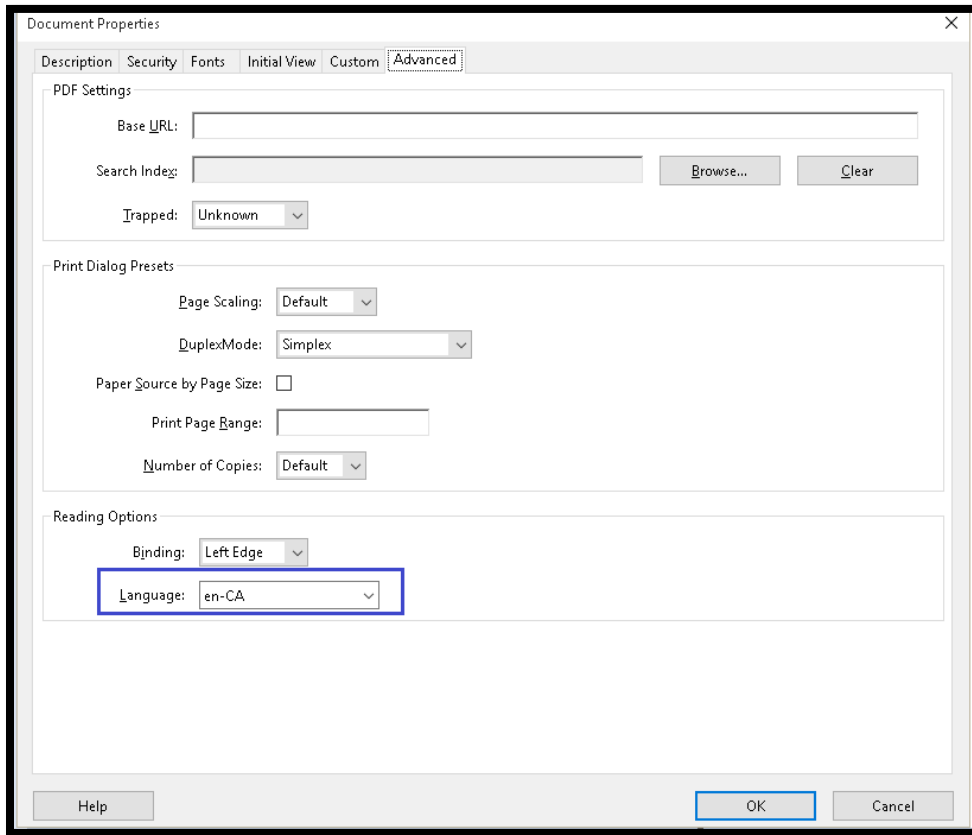 Document Properties
Description Security Fonts Initial View Custom Advanced
PDF Settings
Base URL:
Search Index: Browse... Clear
Trapped: Unknown
Print Dialog Presets
Page Scaling: Default
DuplexMode: Simplex
Paper Source by Page Size:
Print Page Range:
Number of Copies: Default
Reading Options
Binding: Left Edge
Language: en-CA
Help OK Cancel